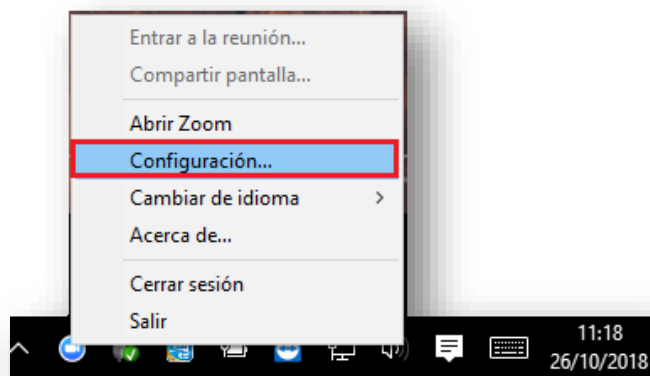 Entrar a la reunión...
Compartir pantalla...
Abrir Zoom
Configuración...
Cambiar de idioma
Acerca de...
Cerrar sesión
Salir
11:18
26/10/2018